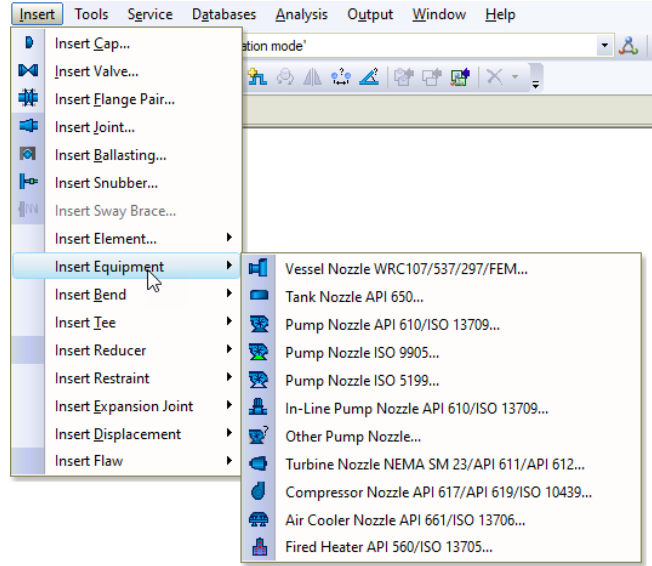 Insert Tools Service Databases Analysis Output Window Help
Insert Cap...
ation mode'
Insert Valve...
Insert Flange Pair...
Insert Joint...
Insert Ballasting...
Insert Snubber...
Insert Sway Brace...
Insert Element...
Insert Equipment
Insert Bend
Insert Tee
Insert Reducer
Insert Restraint
Insert Expansion Joint
Insert Displacement
Insert Flaw
Vessel Nozzle WRC107/537/297/FEM...
Tank Nozzle API 650...
Pump Nozzle API 610/ISO 13709...
Pump Nozzle ISO 9905...
Pump Nozzle ISO 5199...
In-Line Pump Nozzle API 610/ISO 13709...
Other Pump Nozzle...
Turbine Nozzle NEMA SM 23/API 611/API 612...
Compressor Nozzle API 617/API 619/ISO 10439...
Air Cooler Nozzle API 661/ISO 13706...
Fired Heater API 560/ISO 13705...